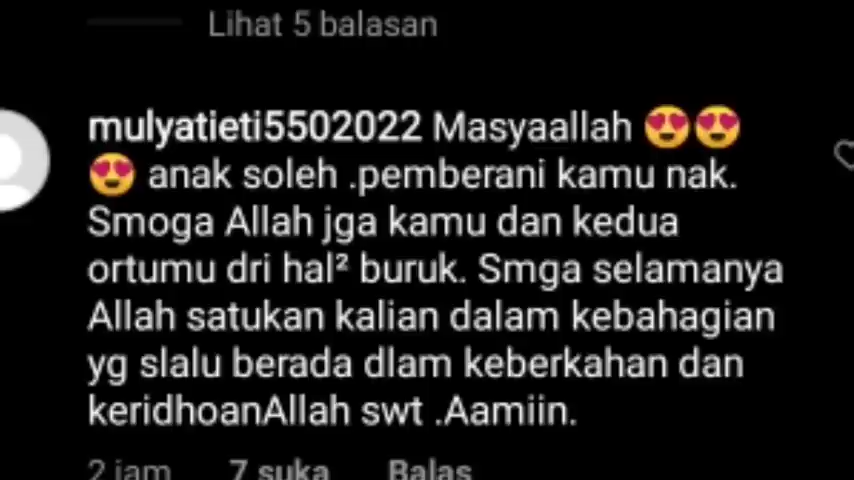 Lihat 5 balasan
mulyatieti5502022 Masyaallah 😍😍
😍 anak soleh .pemberani kamu nak.
Smoga Allah jga kamu dan kedua
ortumu dri hal² buruk. Smga selamanya
Allah satukan kalian dalam kebahagian
yg slalu berada dlam keberkahan dan
keridhoanAllah swt .Aamiin.
2 jam 7 suka Balas